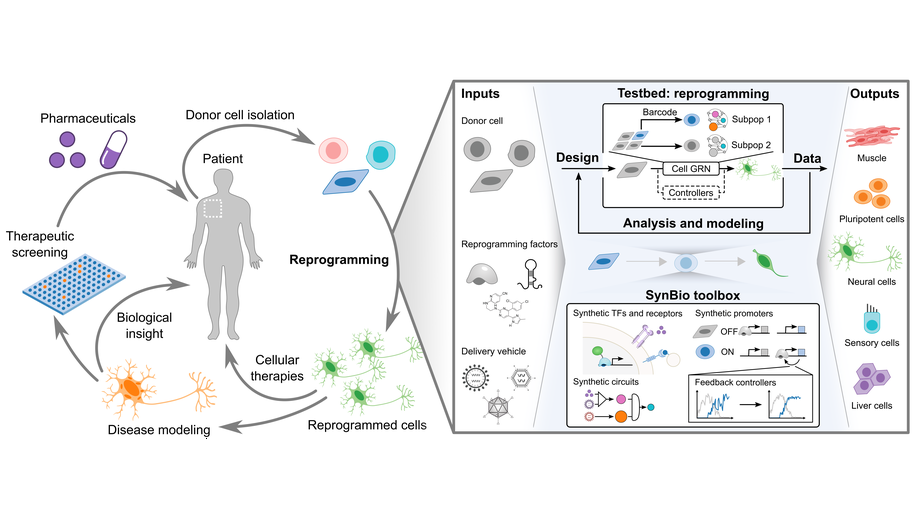 Pharmaceuticals
Donor cell isolation
Patient
Therapeutic
screening
Reprogramming
Biological
insight
Cellular
therapies
Disease modeling
Reprogrammed cells
Inputs
Donor cell
Reprogramming factors
Delivery vehicle
Testbed: reprogramming
Barcode
Subpop 1
Subpop 2
Design
Cell GRN
Data
Controllers
Analysis and modeling
SynBio toolbox
Synthetic TFs and receptors
Synthetic promoters
OFF
ON
Synthetic circuits
Feedback controllers
Outputs
Muscle
Pluripotent cells
Neural cells
Sensory cells
Liver cells